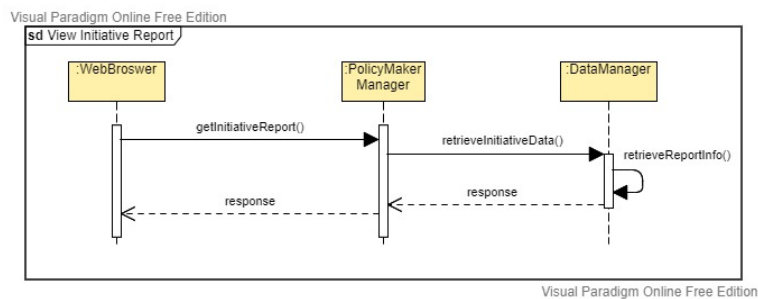 Visual Paradigm Online Free Edition
sd View Initiative Report
:WebBroswer
:PolicyMaker
Manager
:DataManager
getInitiativeReport()
retrieveInitiativeData()
retrieveReportInfo()
response
response
Visual Paradigm Online Free Edition